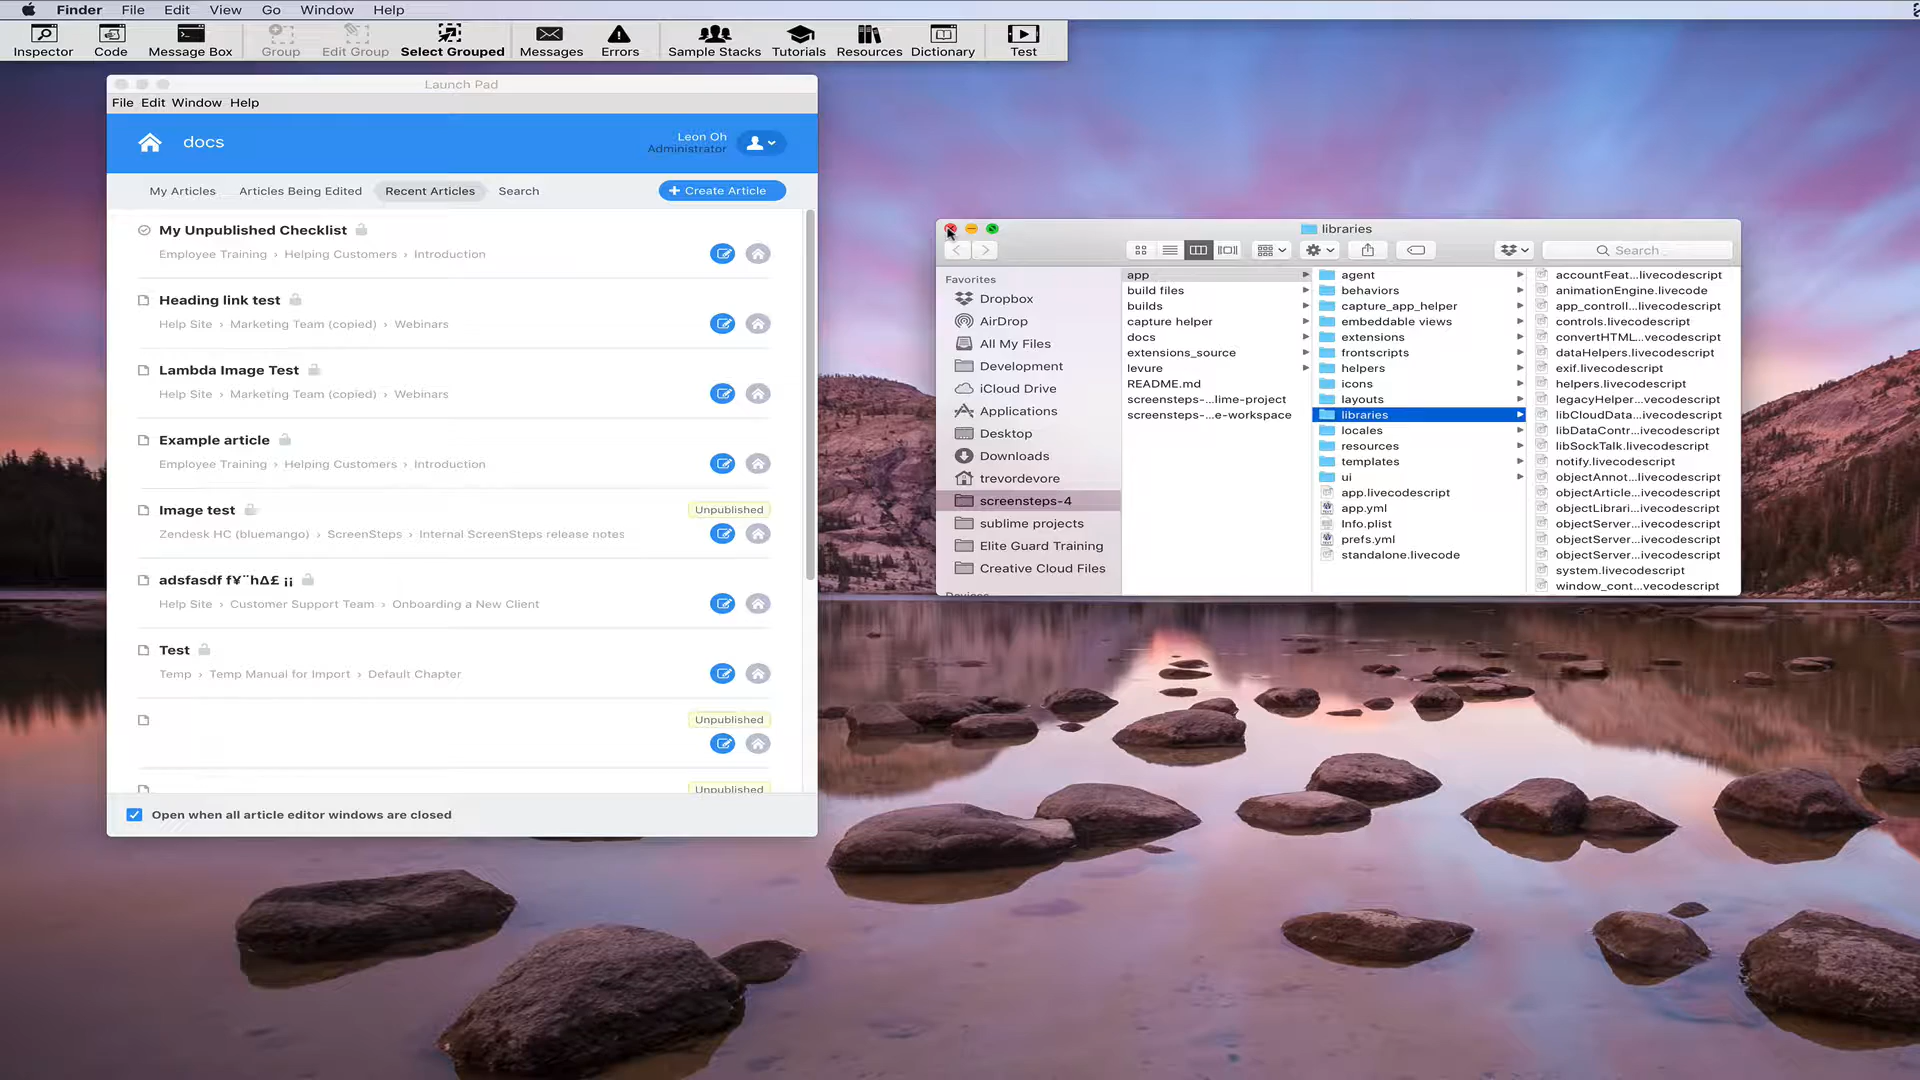 Finder File Edit View Go Window Help
Inspector Code Message Box Group Edit Group Select Grouped Messages Errors Sample Stacks Tutorials Resources Dictionary Test
Launch Pad
File Edit Window Help
docs
Leon Oh
Administrator
My Articles Articles Being Edited Recent Articles Search + Create Article
My Unpublished Checklist
Employee Training › Helping Customers › Introduction
Heading link test
Help Site › Marketing Team (copied) › Webinars
Lambda Image Test
Help Site › Marketing Team (copied) › Webinars
Example article
Employee Training › Helping Customers › Introduction
Image test Unpublished
Zendesk HC (bluemango) › ScreenSteps › Internal ScreenSteps release notes
adsfasdf f¥¨h∆£ ¡¡
Help Site › Customer Support Team › Onboarding a New Client
Test
Temp › Temp Manual for Import › Default Chapter
Unpublished
Unpublished
Open when all article editor windows are closed
libraries
Search
Favorites
Dropbox
AirDrop
All My Files
Development
iCloud Drive
Applications
Desktop
Downloads
trevordevore
screensteps-4
sublime projects
Elite Guard Training
Creative Cloud Files
Devices
app
build files
builds
capture helper
docs
extensions_source
levure
README.md
screensteps-...lime-project
screensteps-...e-workspace
agent
behaviors
capture_app_helper
embeddable views
extensions
frontscripts
helpers
icons
layouts
libraries
locales
resources
templates
ui
app.livecodescript
app.yml
Info.plist
prefs.yml
standalone.livecode
accountFeat...livecodescript
animationEngine.livecode
app_controll...livecodescript
controls.livecodescript
convertHTML...vecodescript
dataHelpers.livecodescript
exif.livecodescript
helpers.livecodescript
legacyHelper...vecodescript
libCloudData...ivecodescript
libDataContr...ivecodescript
libSockTalk.livecodescript
notify.livecodescript
objectAnnot...ivecodescript
objectArticle...ivecodescript
objectLibrari...ivecodescript
objectServer...ivecodescript
objectServer...ivecodescript
objectServer...ivecodescript
system.livecodescript
window_cont...vecodescript